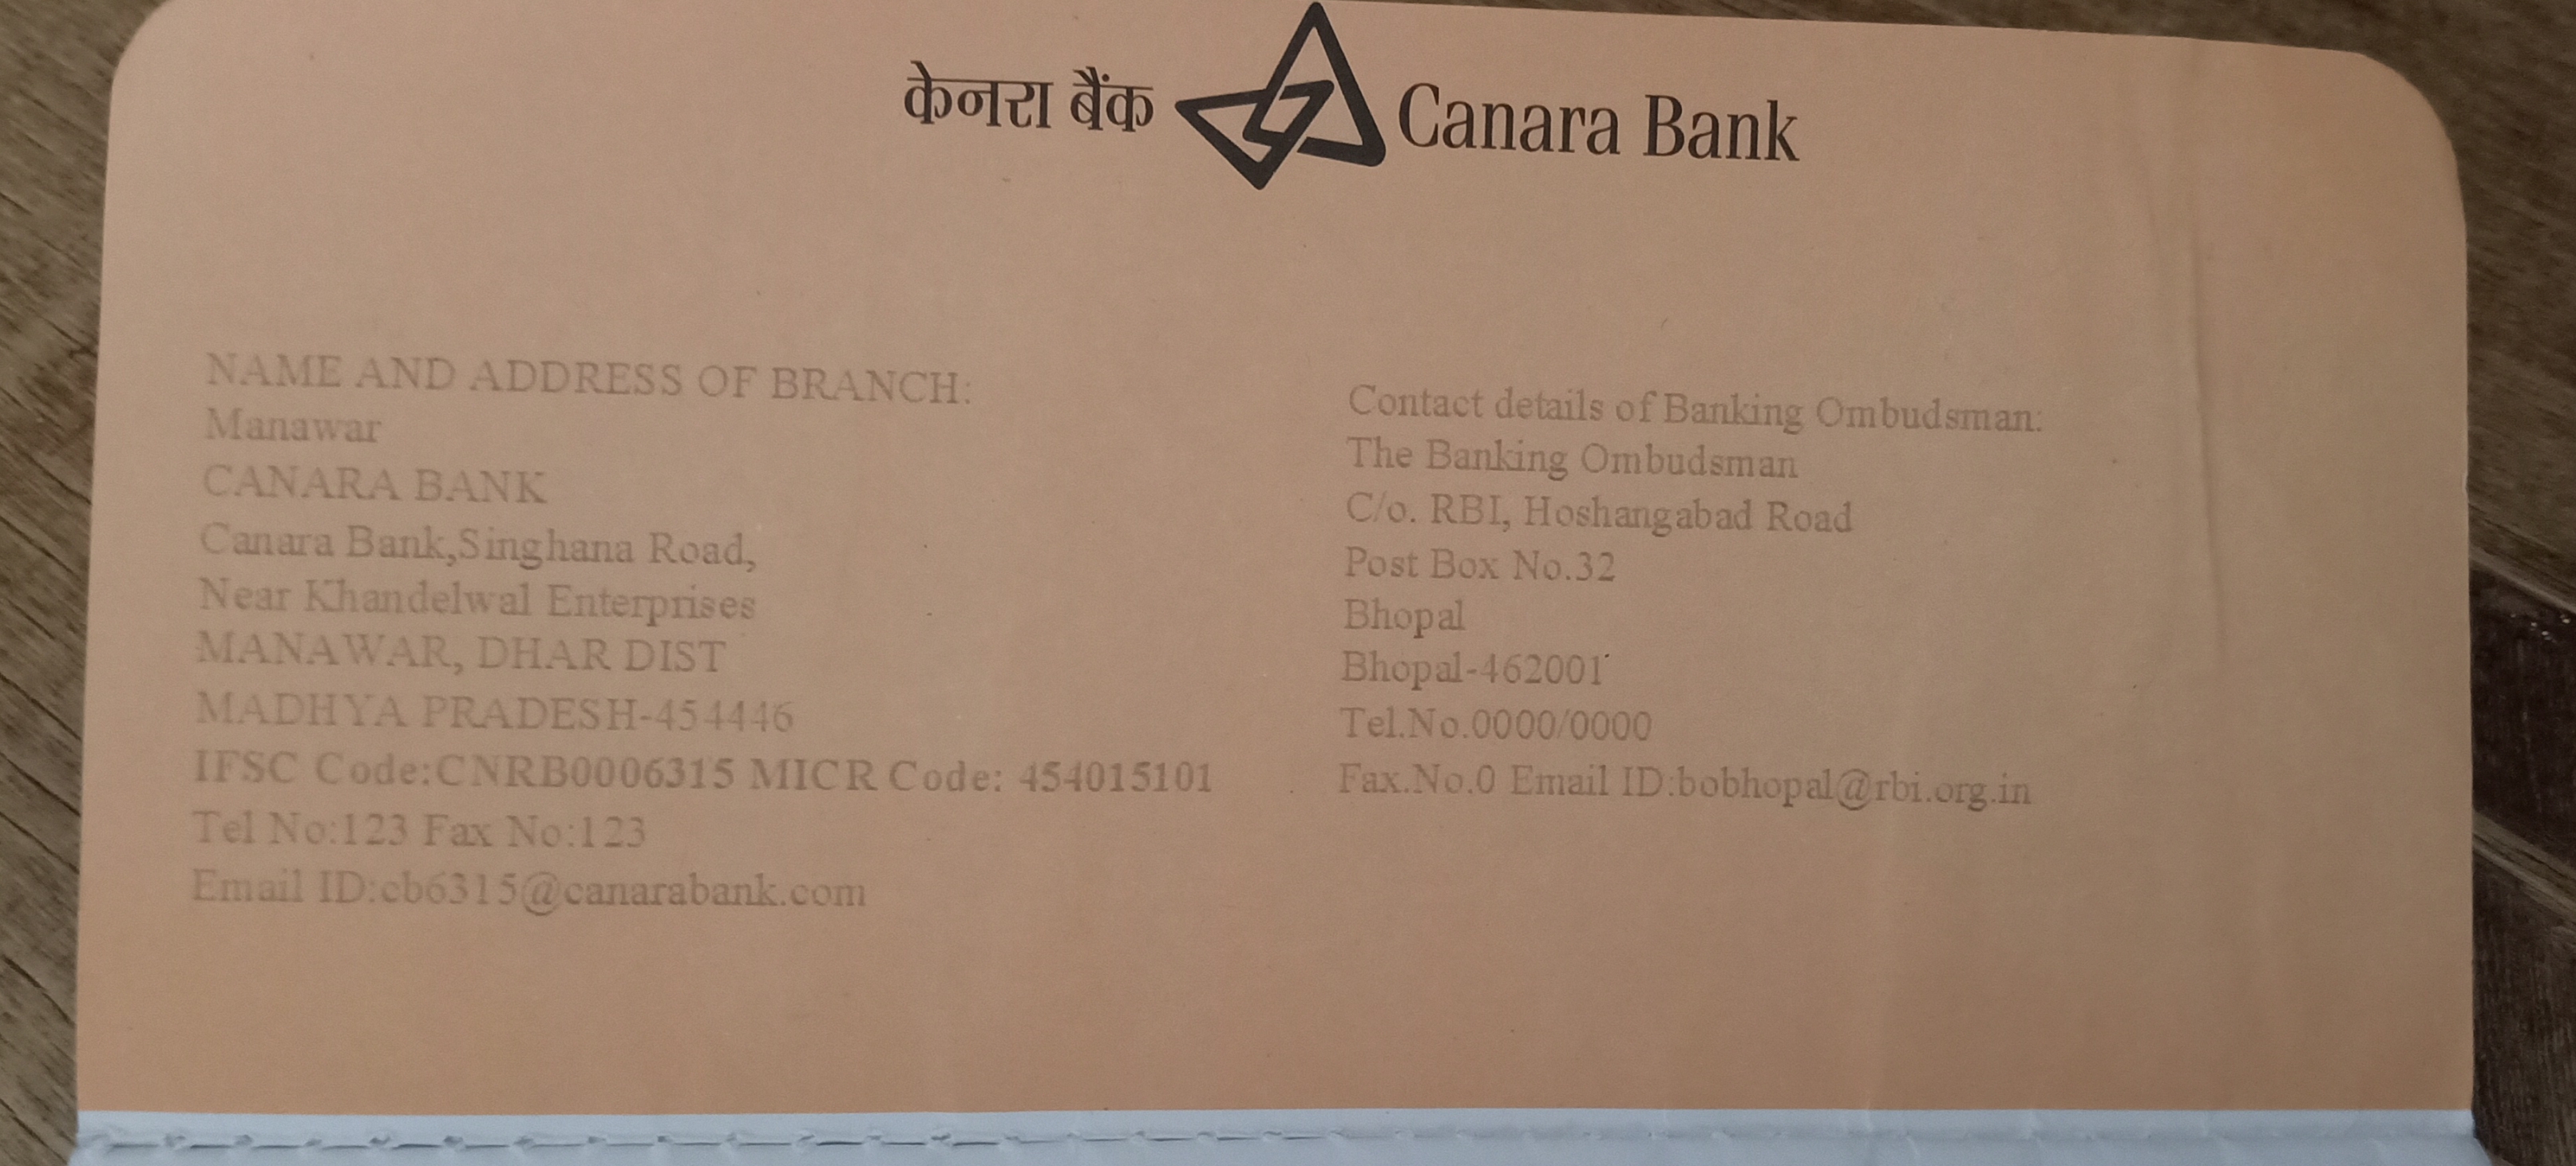 केनरा बैंक Canara Bank
NAME AND ADDRESS OF BRANCH:
Manawar
CANARA BANK
Canara Bank,Singhana Road,
Near Khandelwal Enterprises
MANAWAR, DHAR DIST
MADHYA PRADESH-454446
IFSC Code:CNRB0006315 MICR Code: 454015101
Tel No:123 Fax No:123
Email ID:cb6315@canarabank.com
Contact details of Banking Ombudsman:
The Banking Ombudsman
C/o. RBI, Hoshangabad Road
Post Box No.32
Bhopal
Bhopal-462001
Tel.No.0000/0000
Fax.No.0 Email ID:bobhopal@rbi.org.in